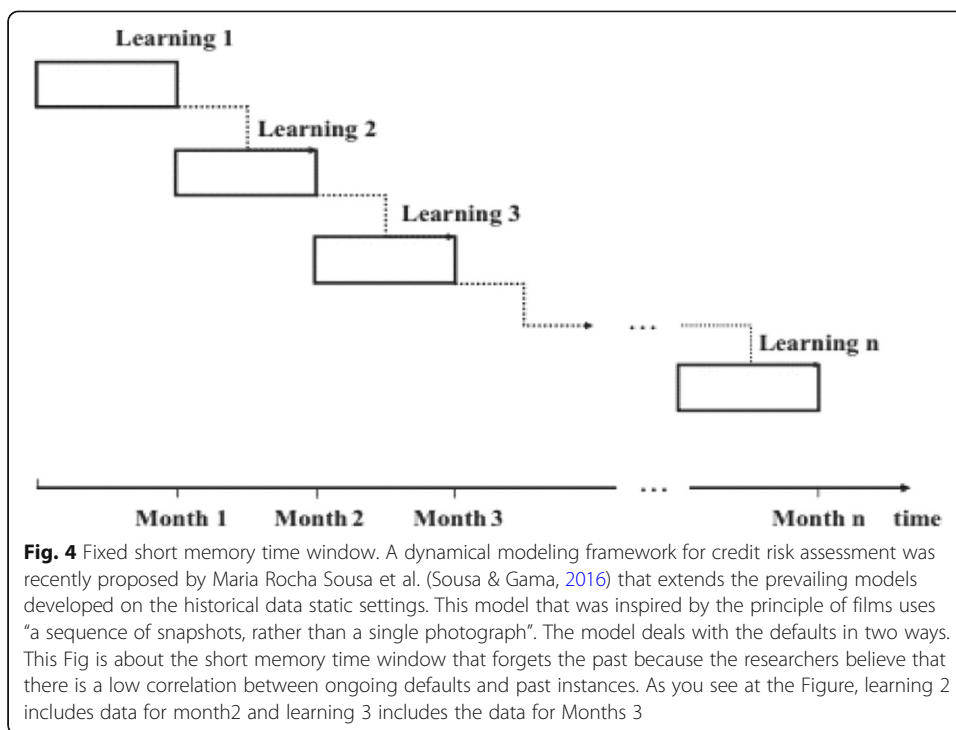 Learning 1
Learning 2
Learning 3
...
Learning n
...
Month 1 Month 2 Month 3 Month n time
Fig. 4 Fixed short memory time window. A dynamical modeling framework for credit risk assessment was
recently proposed by Maria Rocha Sousa et al. (Sousa & Gama, 2016) that extends the prevailing models
developed on the historical data static settings. This model that was inspired by the principle of films uses
“a sequence of snapshots, rather than a single photograph”. The model deals with the defaults in two ways.
This Fig is about the short memory time window that forgets the past because the researchers believe that
there is a low correlation between ongoing defaults and past instances. As you see at the Figure, learning 2
includes data for month2 and learning 3 includes the data for Months 3